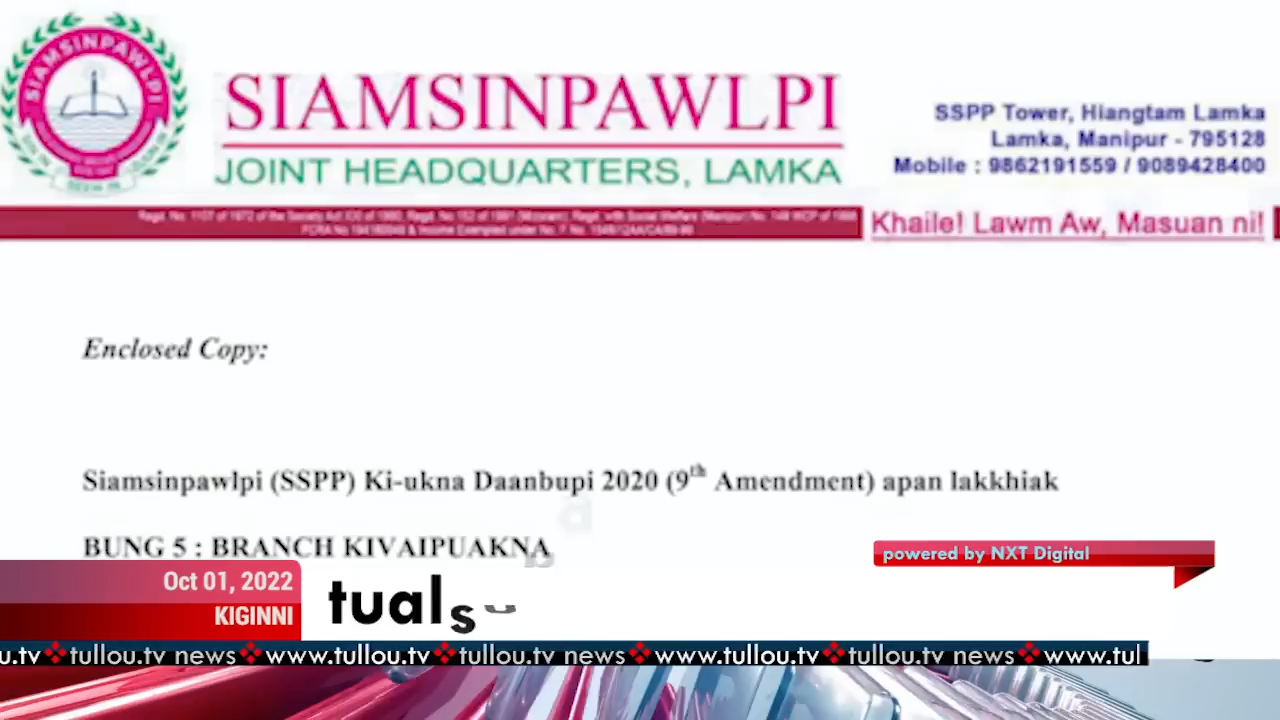 SIAMSINPAWLPI
SIAMSINPAWLPI
JOINT HEADQUARTERS, LAMKA
SSPP Tower, Hiangtam Lamka
Lamka, Manipur - 795128
Mobile : 9862191559 / 9089428400
Khaile! Lawm Aw, Masuan ni!
Enclosed Copy:
Siamsinpawlpi (SSPP) Ki-ukna Daanbupi 2020 (9th Amendment) apan lakkhiak
BUNG 5 : BRANCH KIVAIPUAKNA
powered by NXT Digital
Oct 01, 2022
KIGINNI
tuals
u.tv❖tullou.tv news❖www.tullou.tv❖tullou.tv news❖www.tullou.tv❖tullou.tv news❖www.tul